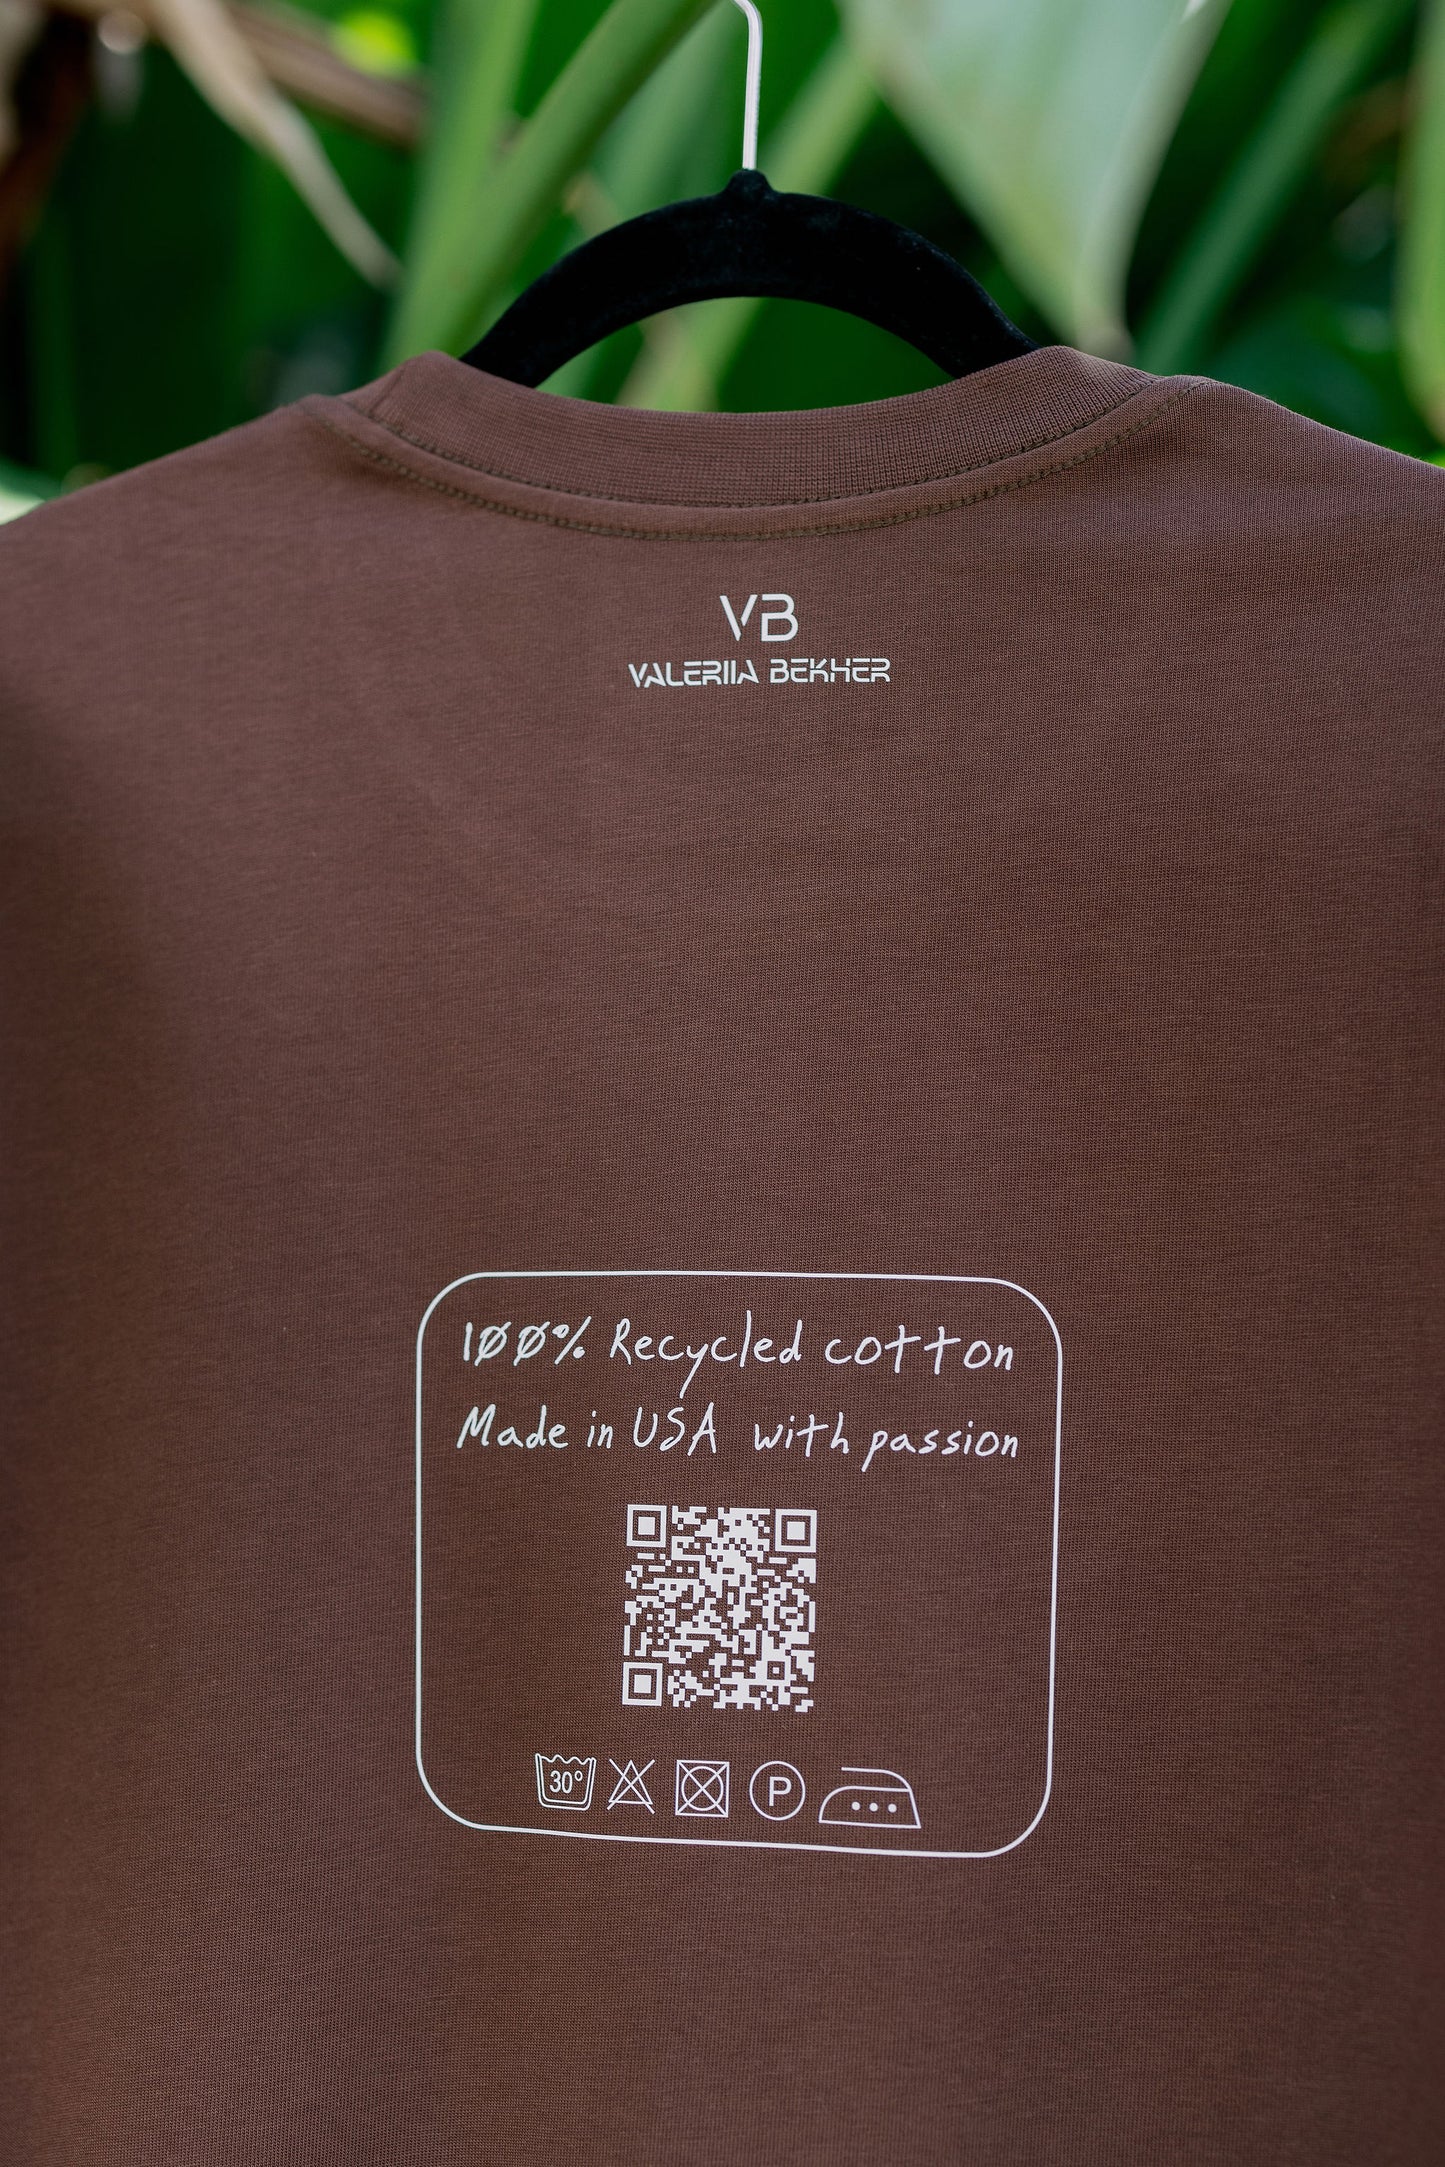 VB
VALERIIA BEKHER
100% Recycled cotton
Made in USA with passion
30° P